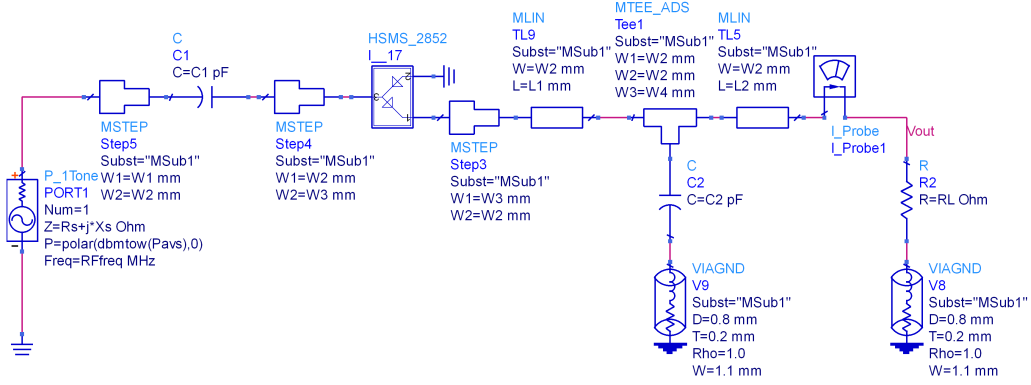 C
C1
C=C1 pF
HSMS_2852
I__17
MLIN
TL9
Subst="MSub1"
W=W2 mm
L=L1 mm
MTEE_ADS
Tee1
Subst="MSub1"
W1=W2 mm
W2=W2 mm
W3=W4 mm
MLIN
TL5
Subst="MSub1"
W=W2 mm
L=L2 mm
MSTEP
Step5
Subst="MSub1"
W1=W1 mm
W2=W2 mm
MSTEP
Step4
Subst="MSub1"
W1=W2 mm
W2=W3 mm
3
2
1
MSTEP
Step3
Subst="MSub1"
W1=W3 mm
W2=W2 mm
I_Probe
I_Probe1
Vout
P_1Tone
PORT1
Num=1
Z=Rs+j*Xs Ohm
P=polar(dbmtow(Pavs),0)
Freq=RFfreq MHz
C
C2
C=C2 pF
R
R2
R=RL Ohm
VIAGND
V9
Subst="MSub1"
D=0.8 mm
T=0.2 mm
Rho=1.0
W=1.1 mm
VIAGND
V8
Subst="MSub1"
D=0.8 mm
T=0.2 mm
Rho=1.0
W=1.1 mm